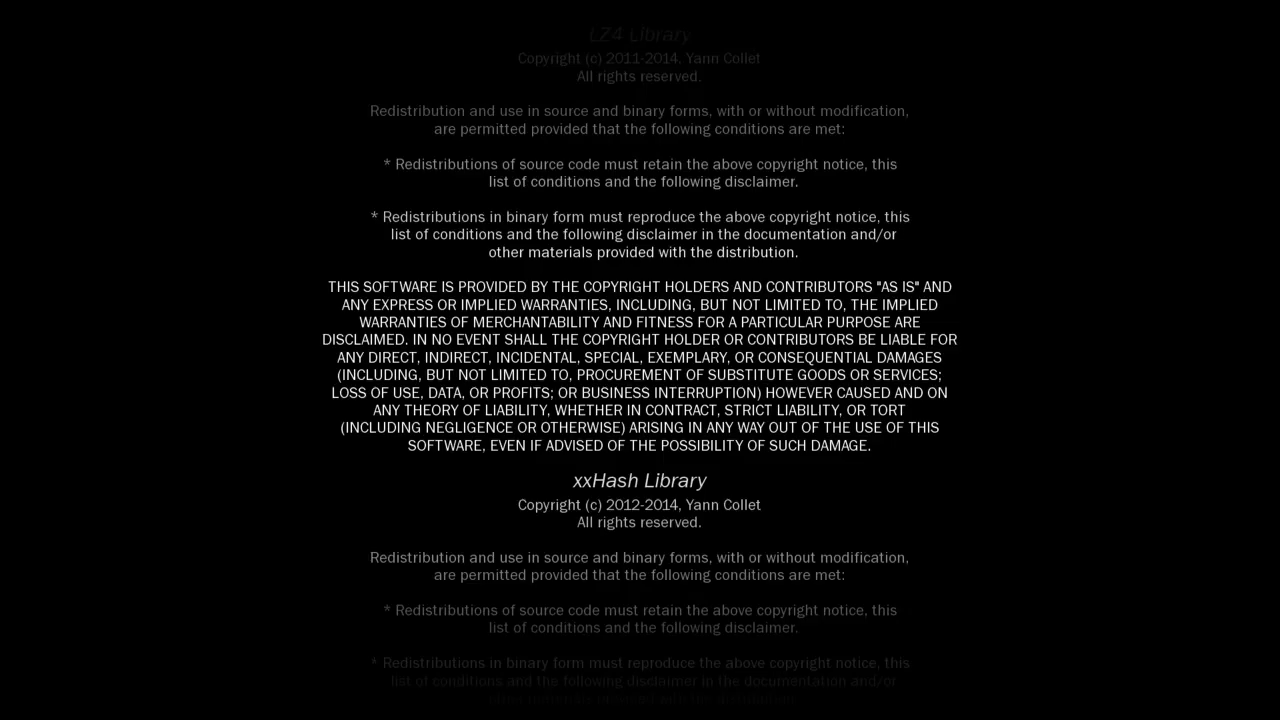 LZ4 Library
Copyright (c) 2011-2014, Yann Collet
All rights reserved.
Redistribution and use in source and binary forms, with or without modification,
are permitted provided that the following conditions are met:
* Redistributions of source code must retain the above copyright notice, this
list of conditions and the following disclaimer.
* Redistributions in binary form must reproduce the above copyright notice, this
list of conditions and the following disclaimer in the documentation and/or
other materials provided with the distribution.
THIS SOFTWARE IS PROVIDED BY THE COPYRIGHT HOLDERS AND CONTRIBUTORS "AS IS" AND
ANY EXPRESS OR IMPLIED WARRANTIES, INCLUDING, BUT NOT LIMITED TO, THE IMPLIED
WARRANTIES OF MERCHANTABILITY AND FITNESS FOR A PARTICULAR PURPOSE ARE
DISCLAIMED. IN NO EVENT SHALL THE COPYRIGHT HOLDER OR CONTRIBUTORS BE LIABLE FOR
ANY DIRECT, INDIRECT, INCIDENTAL, SPECIAL, EXEMPLARY, OR CONSEQUENTIAL DAMAGES
(INCLUDING, BUT NOT LIMITED TO, PROCUREMENT OF SUBSTITUTE GOODS OR SERVICES;
LOSS OF USE, DATA, OR PROFITS; OR BUSINESS INTERRUPTION) HOWEVER CAUSED AND ON
ANY THEORY OF LIABILITY, WHETHER IN CONTRACT, STRICT LIABILITY, OR TORT
(INCLUDING NEGLIGENCE OR OTHERWISE) ARISING IN ANY WAY OUT OF THE USE OF THIS
SOFTWARE, EVEN IF ADVISED OF THE POSSIBILITY OF SUCH DAMAGE.
xxHash Library
Copyright (c) 2012-2014, Yann Collet
All rights reserved.
Redistribution and use in source and binary forms, with or without modification,
are permitted provided that the following conditions are met:
* Redistributions of source code must retain the above copyright notice, this
list of conditions and the following disclaimer.
* Redistributions in binary form must reproduce the above copyright notice, this
list of conditions and the following disclaimer in the documentation and/or
other materials provided with the distribution.